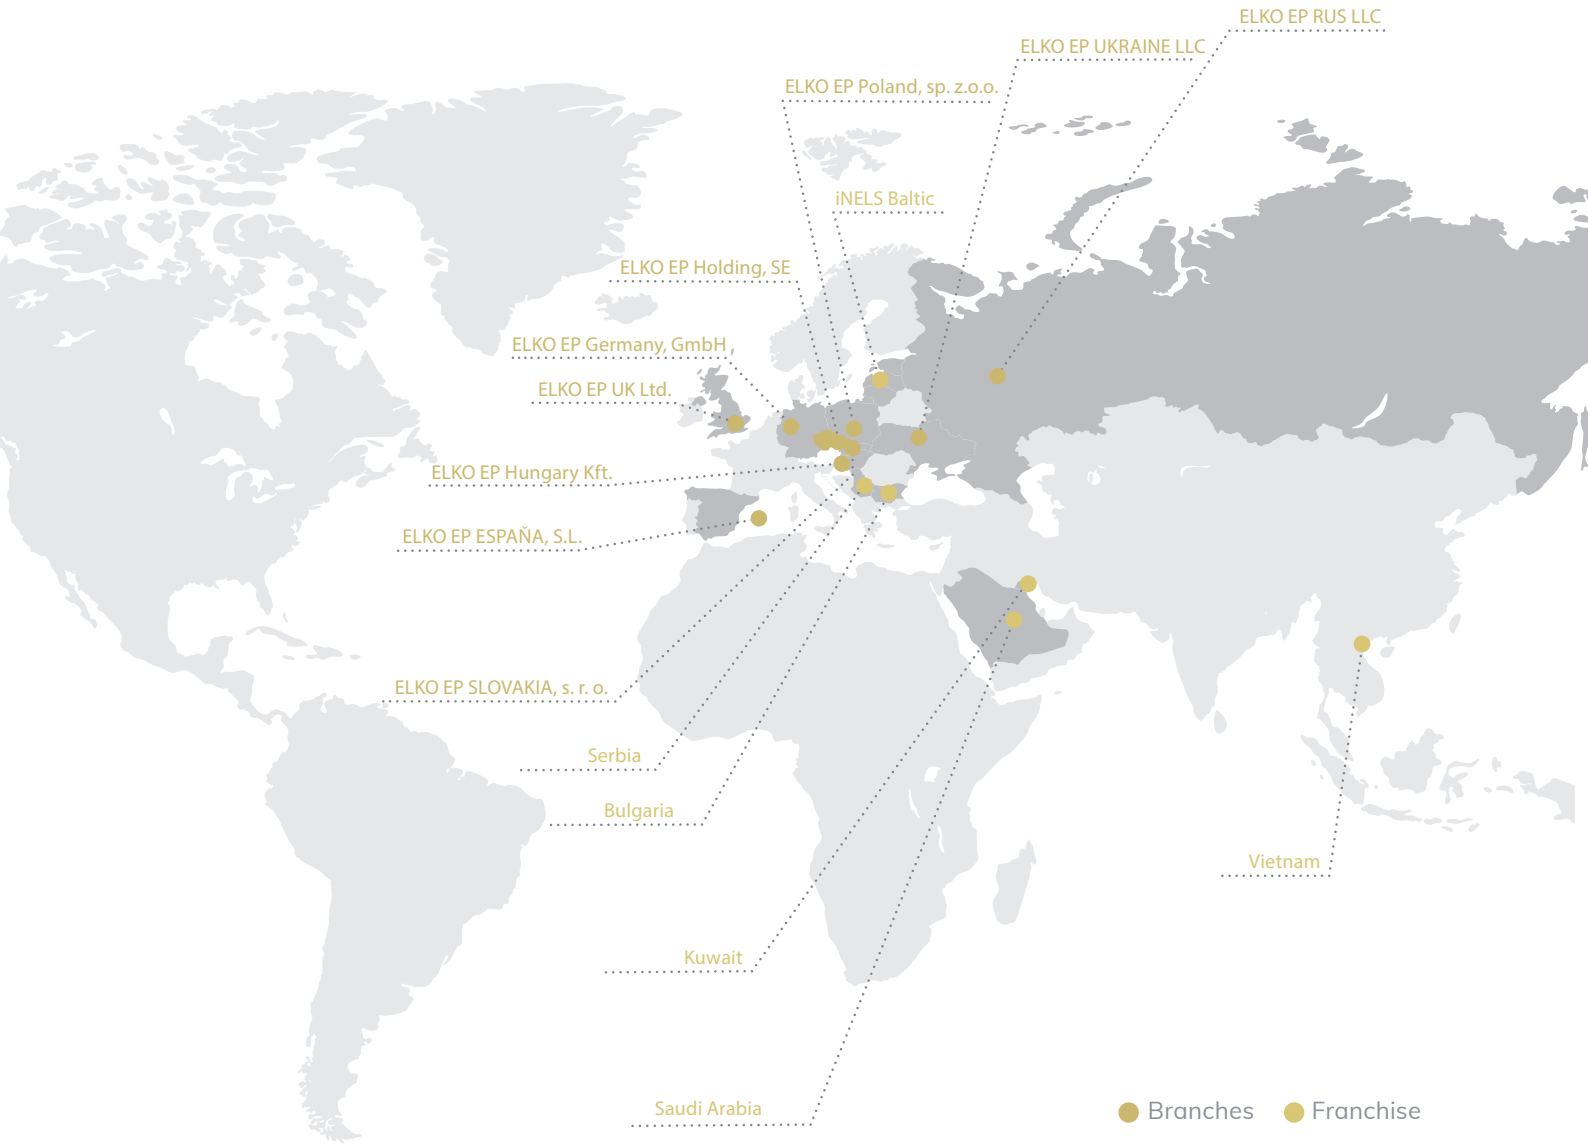 ELKO EP RUS LLC
ELKO EP UKRAINE LLC
ELKO EP Poland, sp. z.o.o.
iNELS Baltic
ELKO EP Holding, SE
ELKO EP Germany, GmbH
ELKO EP UK Ltd.
ELKO EP Hungary Kft.
ELKO EP ESPAŇA, S.L.
ELKO EP SLOVAKIA, s. r. o.
Serbia
Bulgaria
Vietnam
Kuwait
Saudi Arabia
Branches
Franchise